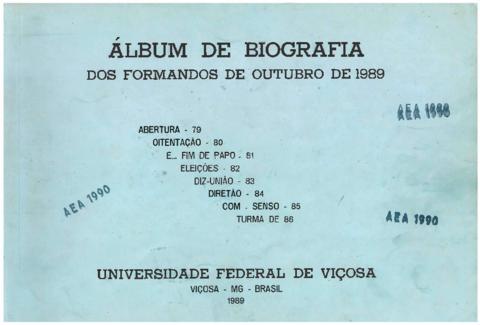 ÁLBUM DE BIOGRAFIA
DOS FORMANDOS DE OUTUBRO DE 1989
AEA 1990
ABERTURA - 79
OITENTAÇÃO - 80
E... FIM DE PAPO - 81
ELEIÇÕES - 82
DIZ-UNIÃO - 83
DIRETÃO - 84
COM . SENSO - 85
TURMA DE 86
AEA 1990
AEA 1990
UNIVERSIDADE FEDERAL DE VIÇOSA
VIÇOSA - MG - BRASIL
1989